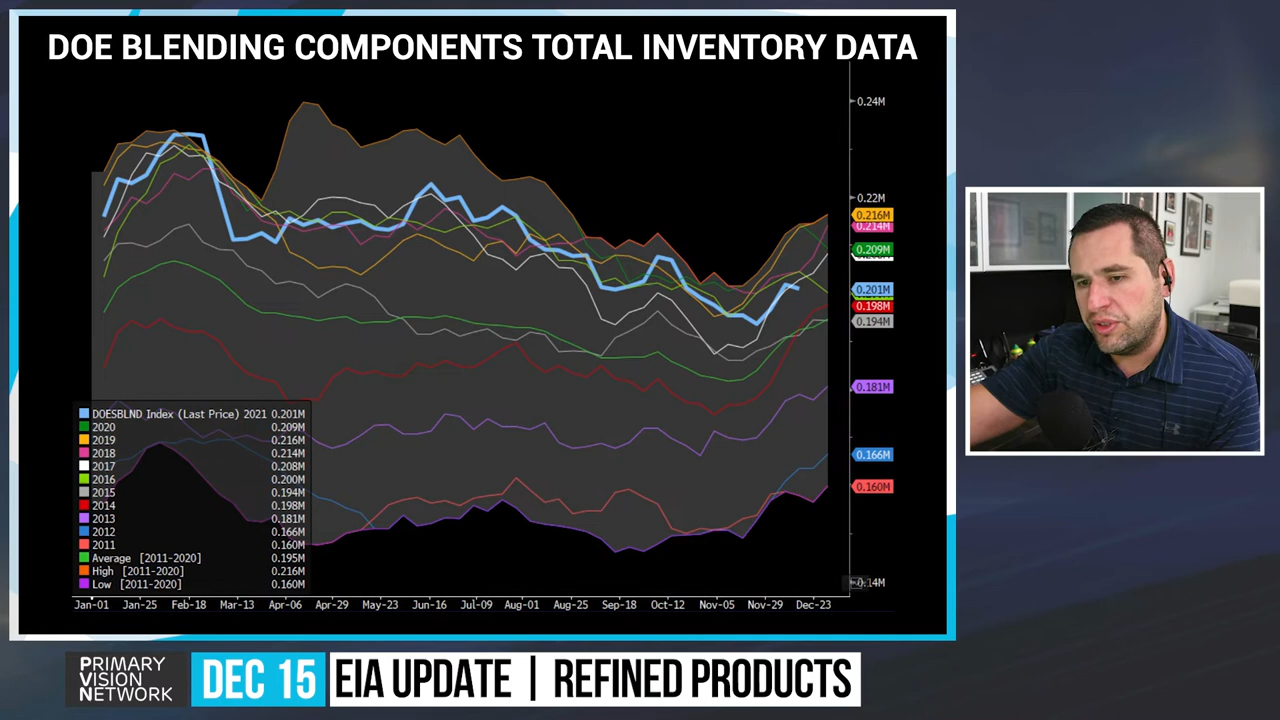 DOE BLENDING COMPONENTS TOTAL INVENTORY DATA
0.24M
0.22M
0.216M
0.214M
0.209M
0.201M
0.198M
0.194M
0.181M
0.166M
0.160M
DOESBLND Index (Last Price) 2021 0.201M
2020 0.209M
2019 0.216M
2018 0.214M
2017 0.208M
2016 0.200M
2015 0.194M
2014 0.198M
2013 0.181M
2012 0.166M
2011 0.160M
Average [2011-2020] 0.195M
High [2011-2020] 0.216M
Low [2011-2020] 0.160M
Jan-01 Jan-25 Feb-18 Mar-13 Apr-06 Apr-29 May-23 Jun-16 Jul-09 Aug-01 Aug-25 Sep-18 Oct-12 Nov-05 Nov-29 Dec-23
PRIMARY
VISION
NETWORK
DEC 15
EIA UPDATE | REFINED PRODUCTS